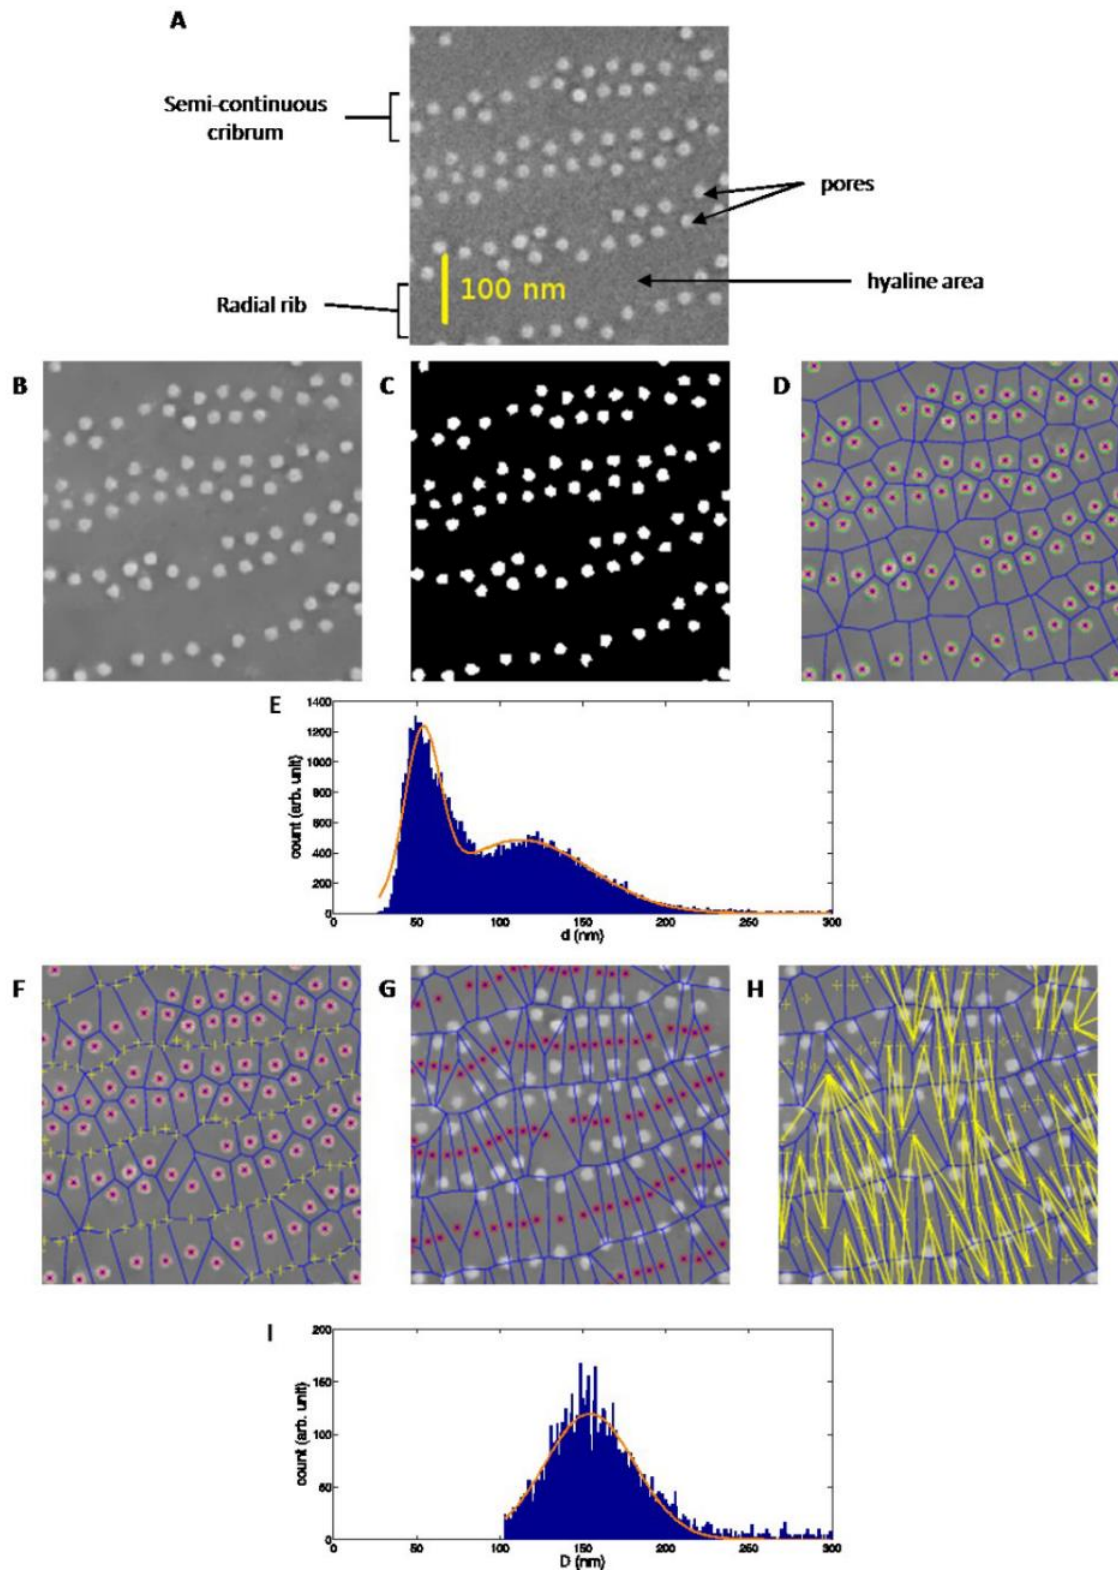 A
Semi-continuous
cribrum
pores
100 nm
hyaline area
Radial rib
B
C
D
E
1400
1200
1000
800
600
400
200
0
count (arb. unit)
0 50 100 150 200 250 300
d (nm)
F
G
H
I
200
150
100
50
0
count (arb. unit)
0 50 100 150 200 250 300
D (nm)